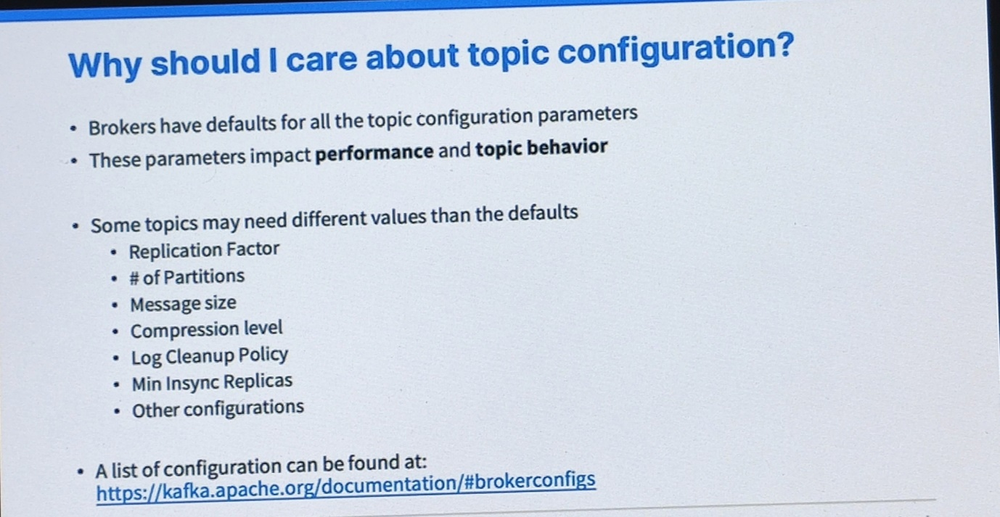 Why should I care about topic configuration?
• Brokers have defaults for all the topic configuration parameters
• These parameters impact performance and topic behavior
• Some topics may need different values than the defaults
• Replication Factor
• # of Partitions
• Message size
• Compression level
• Log Cleanup Policy
• Min Insync Replicas
• Other configurations
• A list of configuration can be found at:
https://kafka.apache.org/documentation/#brokerconfigs